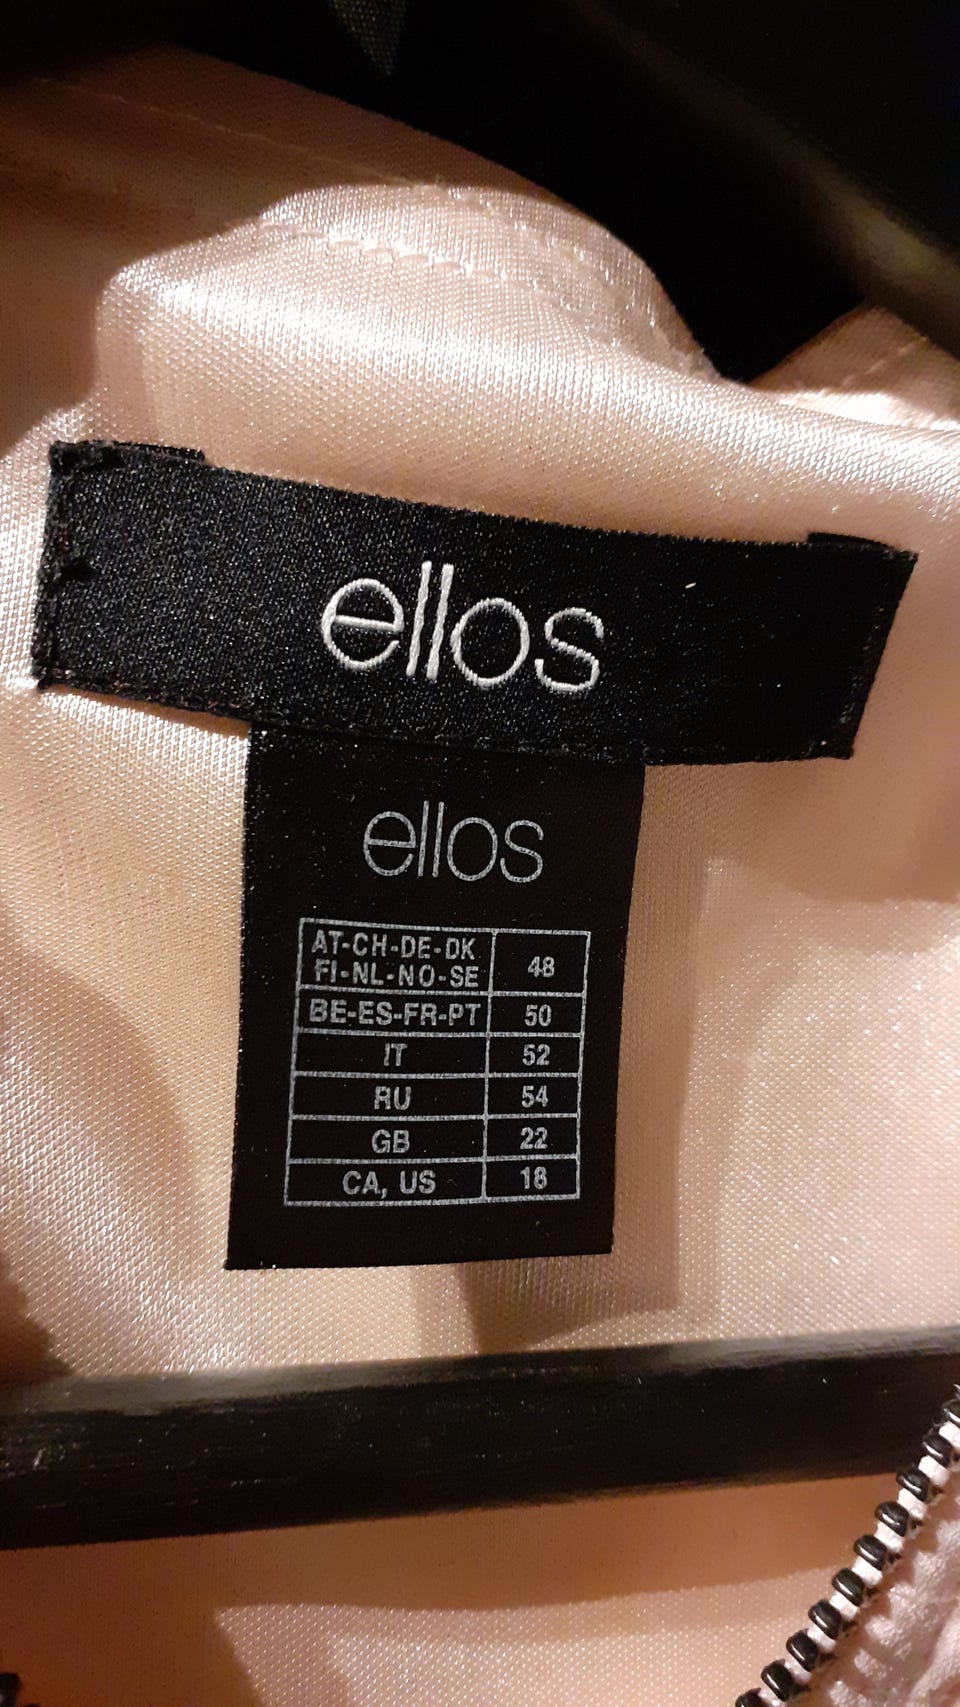 ellos
ellos
AT-CH-DE-DK
FI-NL-NO-SE 48
BE-ES-FR-PT 50
IT 52
RU 54
GB 22
CA, US 18